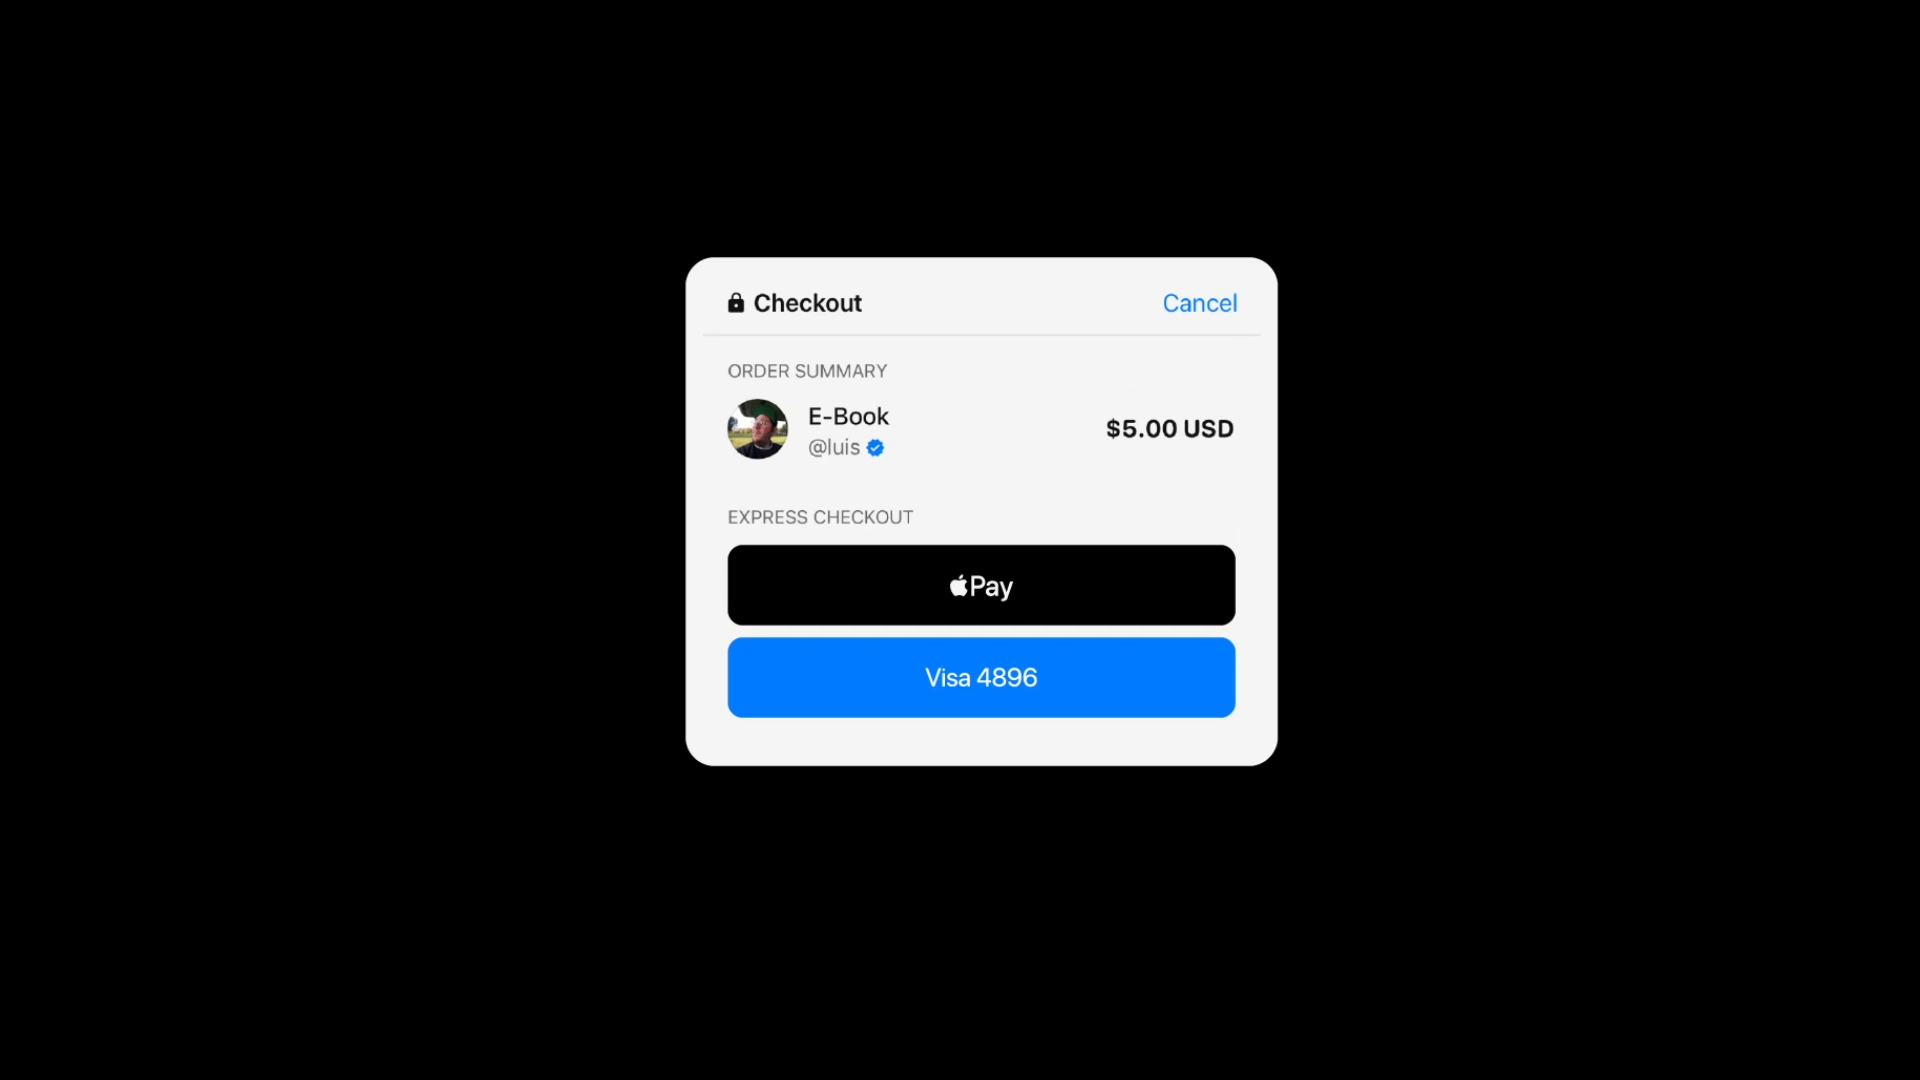 Checkout
Cancel
ORDER SUMMARY
E-Book
@luis
$5.00 USD
EXPRESS CHECKOUT
Pay
Visa 4896